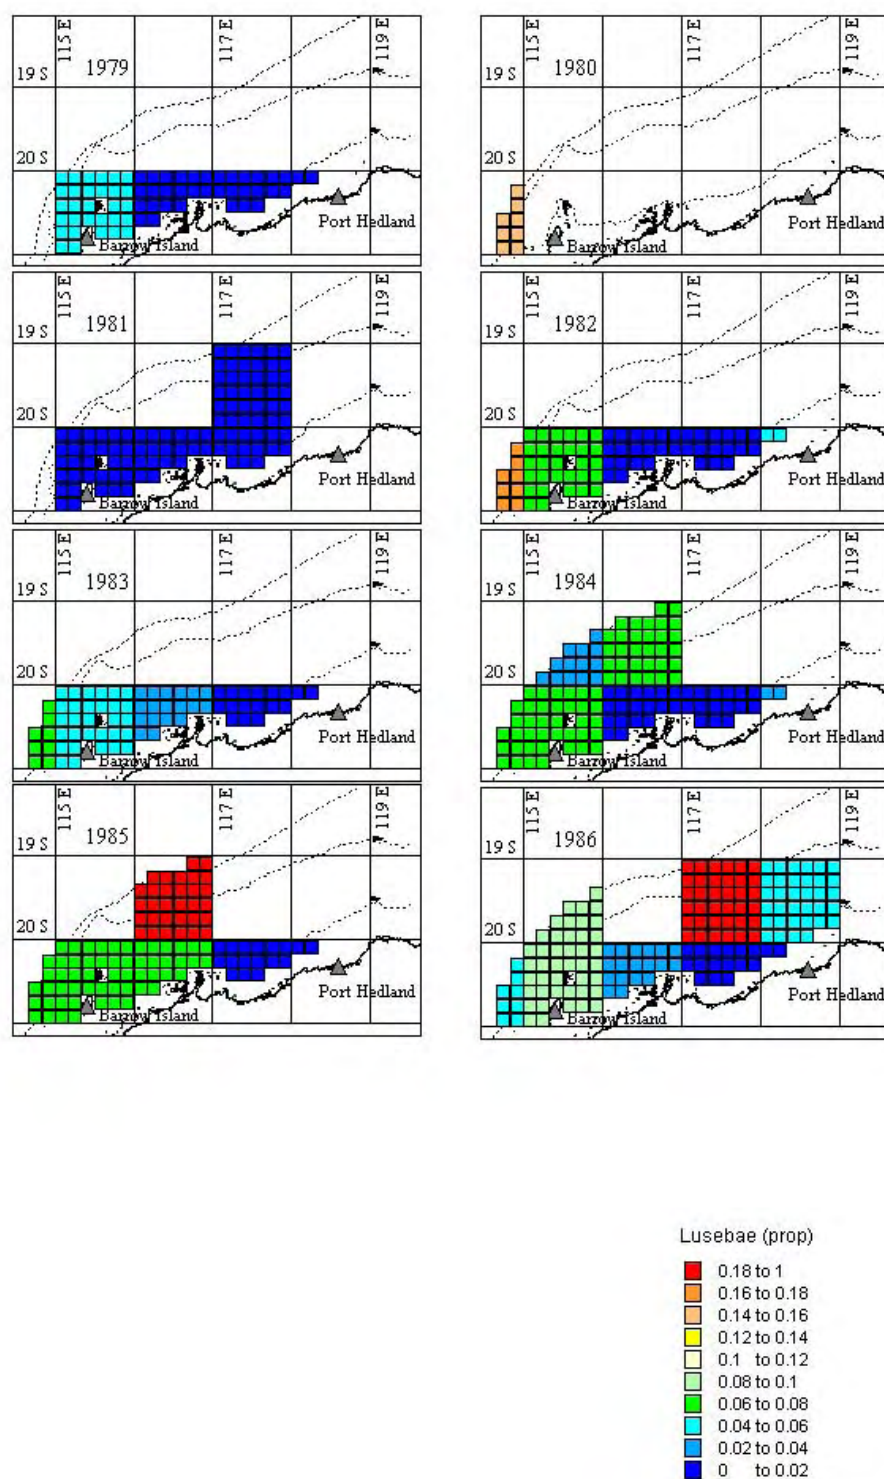 115 E
117 E
119 E
19 S
1979
20 S
Port Hedland
Barrow Island
115 E
117 E
119 E
19 S
1980
20 S
Port Hedland
Barrow Island
115 E
117 E
119 E
19 S
1981
20 S
Port Hedland
Barrow Island
115 E
117 E
119 E
19 S
1982
20 S
Port Hedland
Barrow Island
115 E
117 E
119 E
19 S
1983
20 S
Port Hedland
Barrow Island
115 E
117 E
119 E
19 S
1984
20 S
Port Hedland
Barrow Island
115 E
117 E
119 E
19 S
1985
20 S
Port Hedland
Barrow Island
115 E
117 E
119 E
19 S
1986
20 S
Port Hedland
Barrow Island
Lusebae (prop)
0.18 to 1
0.16 to 0.18
0.14 to 0.16
0.12 to 0.14
0.1 to 0.12
0.08 to 0.1
0.06 to 0.08
0.04 to 0.06
0.02 to 0.04
0 to 0.02